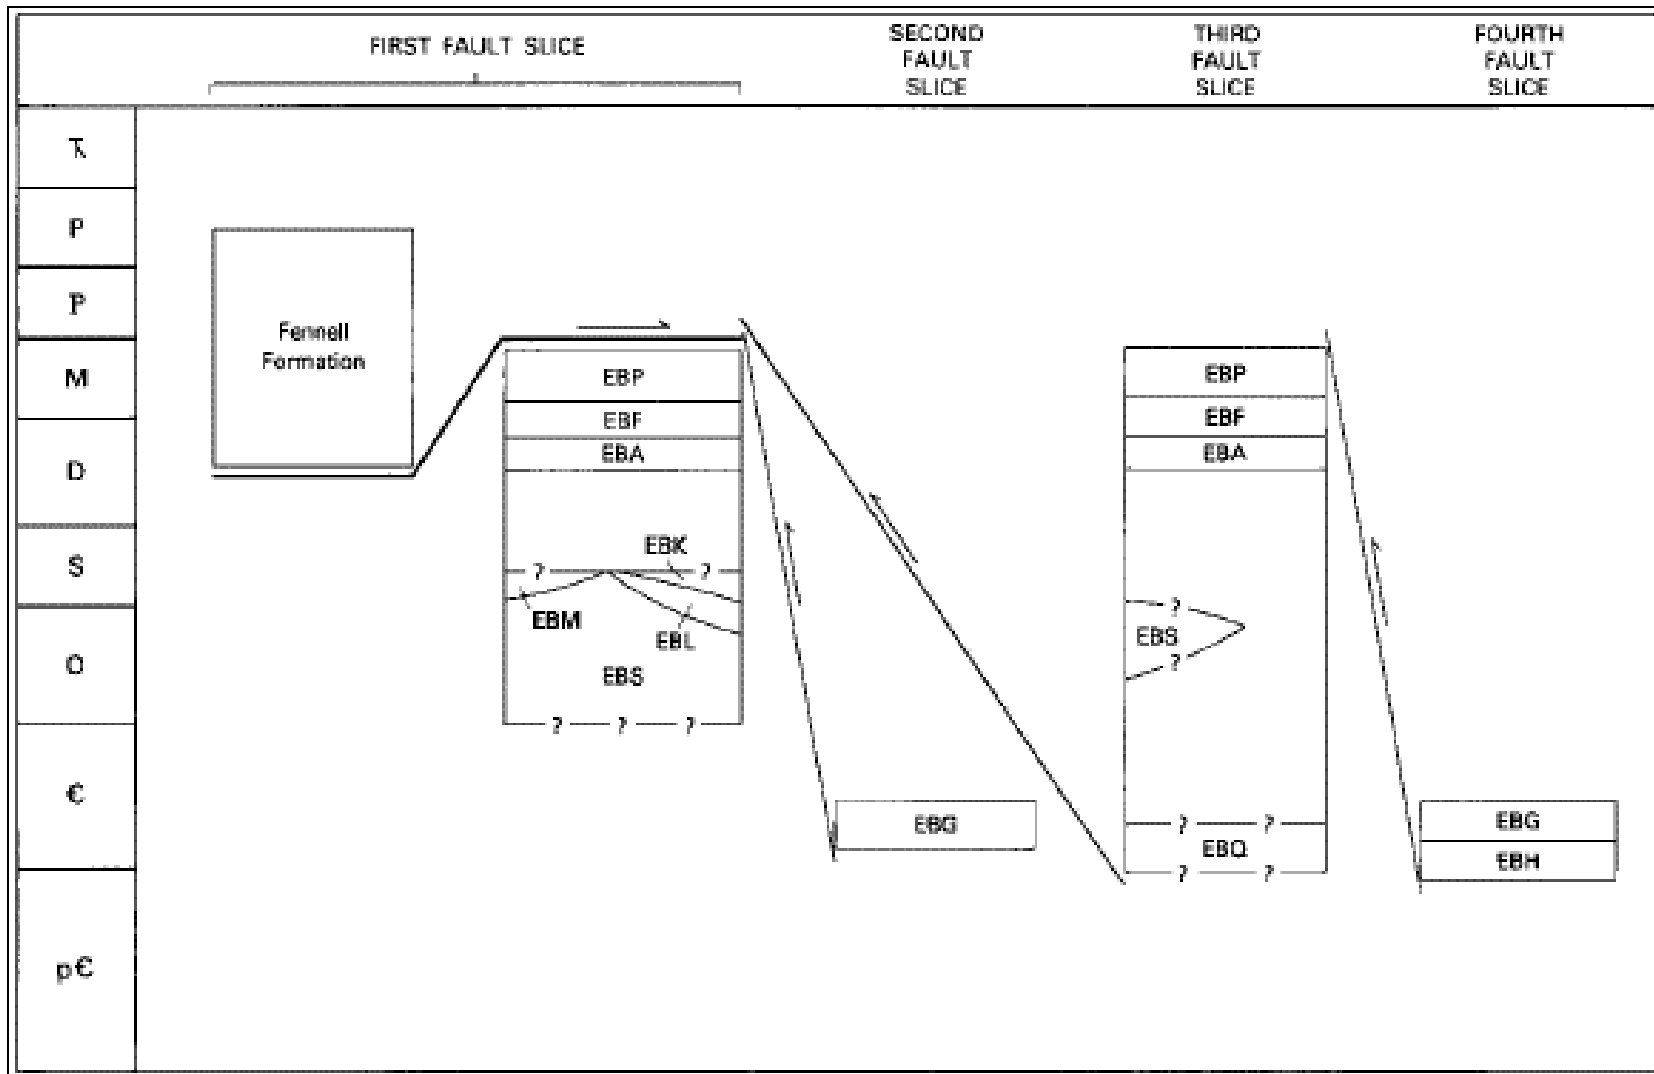 FIRST FAULT SLICE
SECOND
FAULT
SLICE
THIRD
FAULT
SLICE
FOURTH
FAULT
SLICE
Ꞃ
P
ꟼ
M
D
S
O
Є
pЄ
Fennell
Formation
EBP
EBF
EBA
EBK
? ?
EBM
EBL
EBS
? ? ?
EBG
EBP
EBF
EBA
?
EBS
?
? ?
EBQ
? ?
EBG
EBH